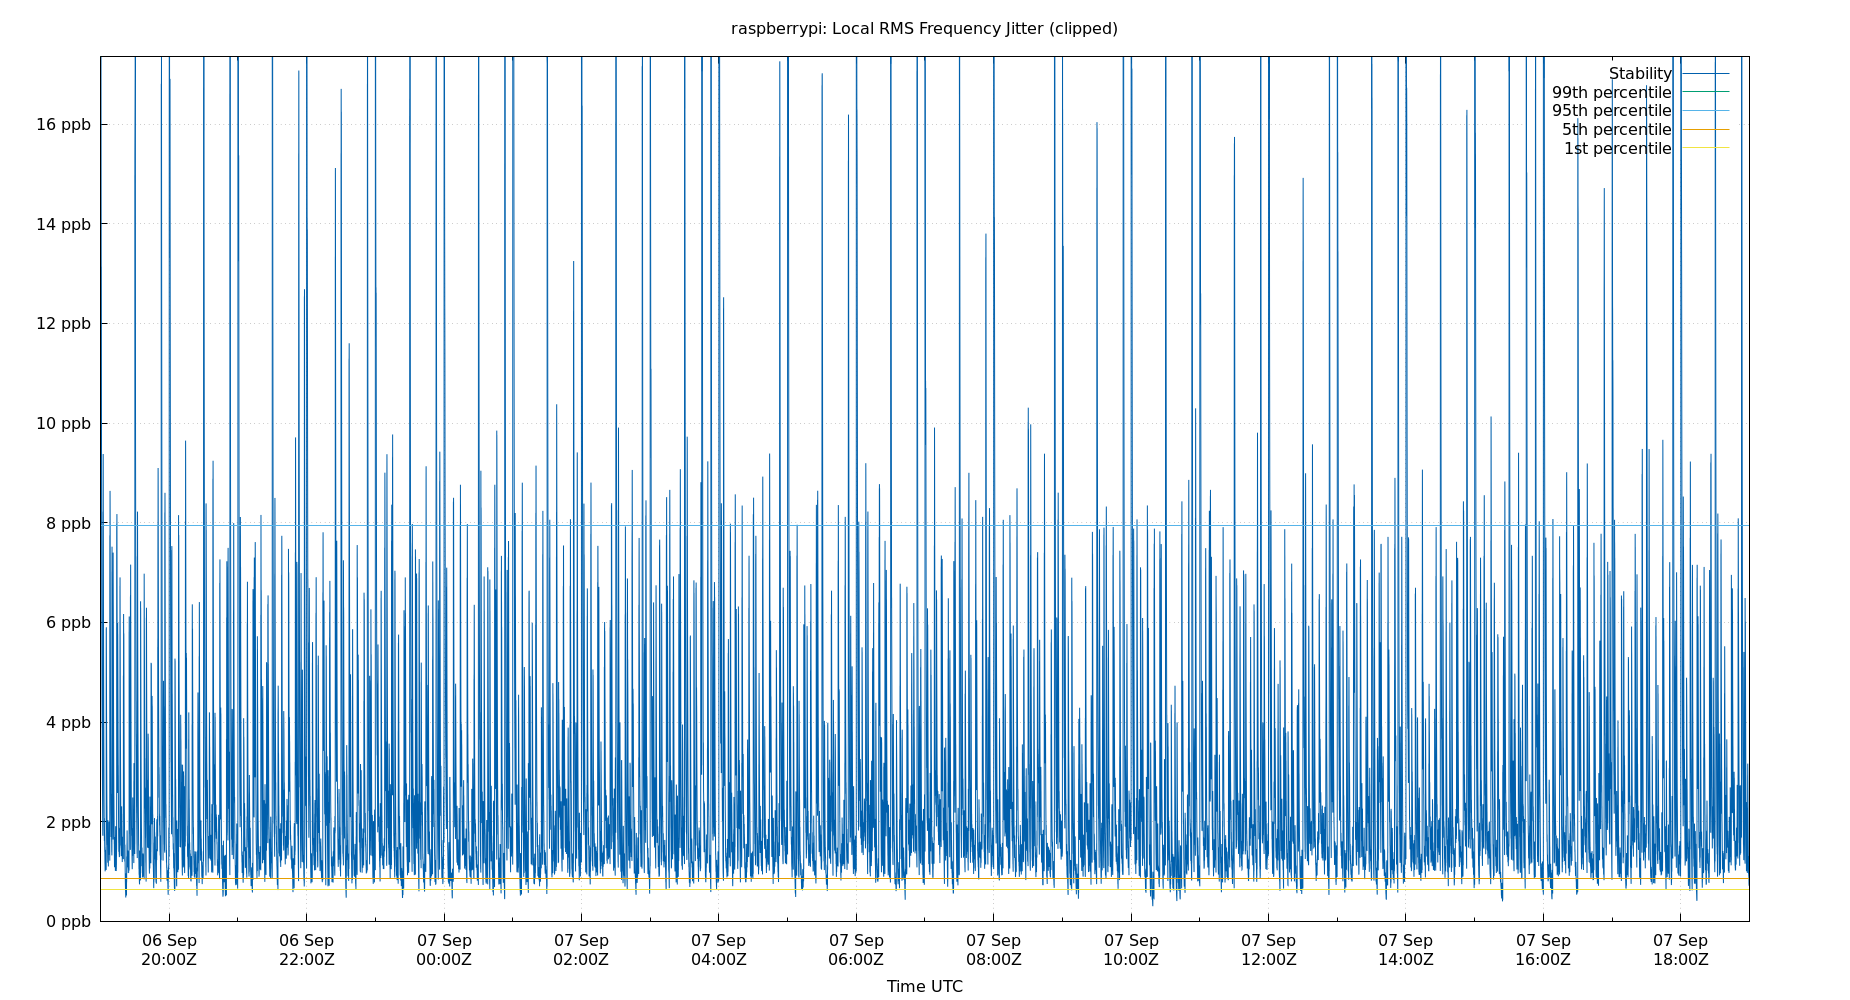 raspberrypi: Local RMS Frequency Jitter (clipped)
Stability
99th percentile
95th percentile
5th percentile
1st percentile
16 ppb
14 ppb
12 ppb
10 ppb
8 ppb
6 ppb
4 ppb
2 ppb
0 ppb
06 Sep 06 Sep 07 Sep 07 Sep 07 Sep 07 Sep 07 Sep 07 Sep 07 Sep 07 Sep 07 Sep 07 Sep
20:00Z 22:00Z 00:00Z 02:00Z 04:00Z 06:00Z 08:00Z 10:00Z 12:00Z 14:00Z 16:00Z 18:00Z
Time UTC